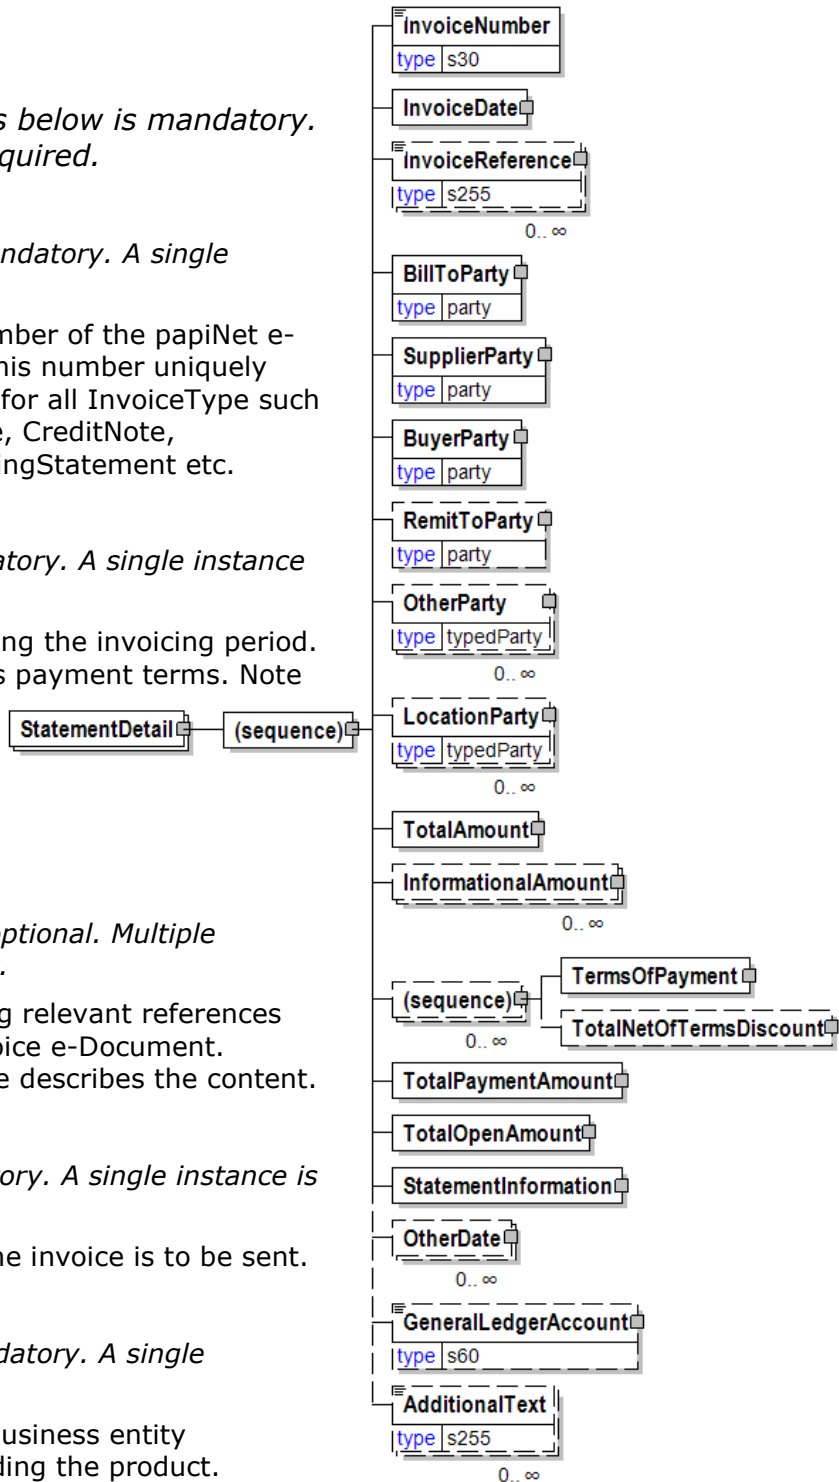 s below is mandatory.
quired.
ndatory. A single
mber of the papiNet e-
his number uniquely
for all InvoiceType such
e, CreditNote,
ingStatement etc.
atory. A single instance
ing the invoicing period.
s payment terms. Note
ptional. Multiple
.
g relevant references
oice e-Document.
e describes the content.
ory. A single instance is
he invoice is to be sent.
datory. A single
usiness entity
ding the product.
StatementDetail
(sequence)
InvoiceNumber
type s30
InvoiceDate
InvoiceReference
type s255
0.. ∞
BillToParty
type party
SupplierParty
type party
BuyerParty
type party
RemitToParty
type party
OtherParty
type typedParty
0.. ∞
LocationParty
type typedParty
0.. ∞
TotalAmount
InformationalAmount
0.. ∞
(sequence)
0.. ∞
TermsOfPayment
TotalNetOfTermsDiscount
TotalPaymentAmount
TotalOpenAmount
StatementInformation
OtherDate
0.. ∞
GeneralLedgerAccount
type s60
AdditionalText
type s255
0.. ∞